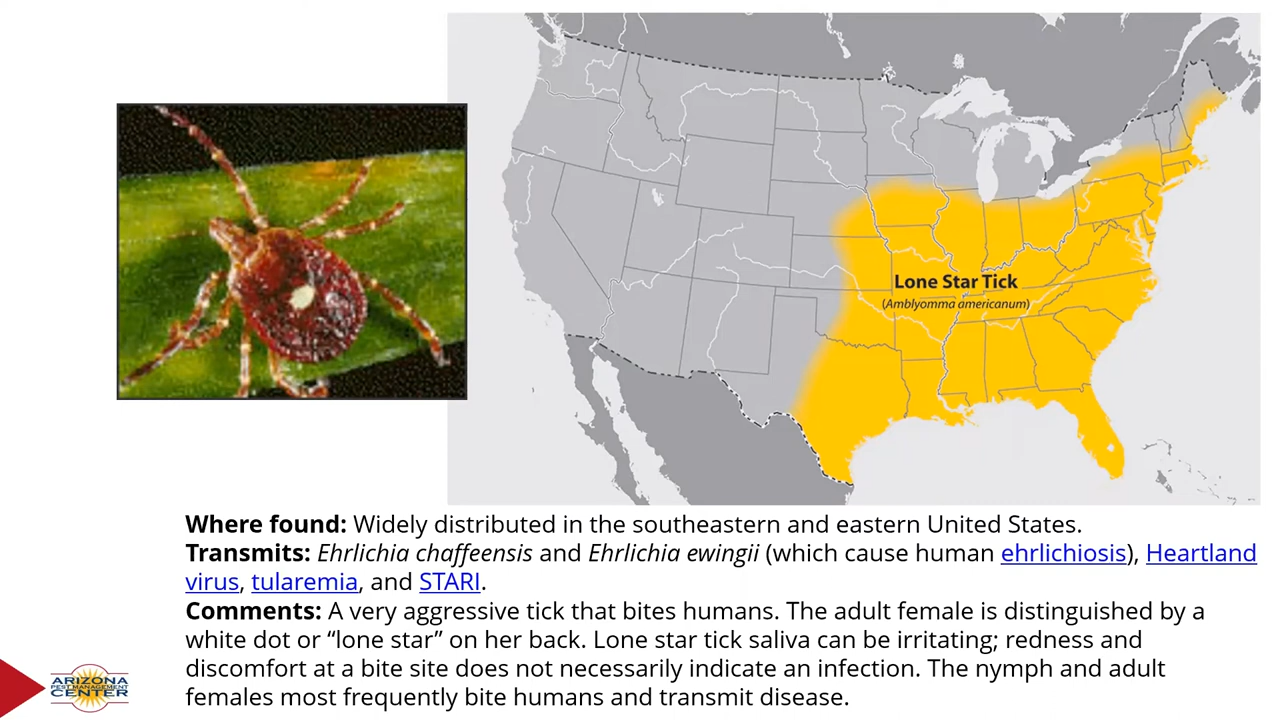 Lone Star Tick
(Amblyomma americanum)
Where found: Widely distributed in the southeastern and eastern United States.
Transmits: Ehrlichia chaffeensis and Ehrlichia ewingii (which cause human ehrlichiosis), Heartland
virus, tularemia, and STARI.
Comments: A very aggressive tick that bites humans. The adult female is distinguished by a
white dot or “lone star” on her back. Lone star tick saliva can be irritating; redness and
discomfort at a bite site does not necessarily indicate an infection. The nymph and adult
females most frequently bite humans and transmit disease.
ARIZONA
PEST MANAGEMENT
CENTER